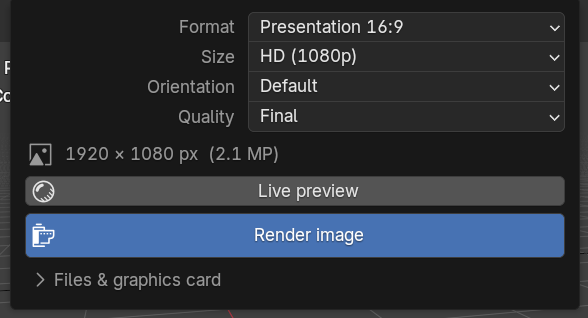 Format Presentation 16:9
Size HD (1080p)
Orientation Default
Quality Final
1920 × 1080 px (2.1 MP)
Live preview
Render image
Files & graphics card